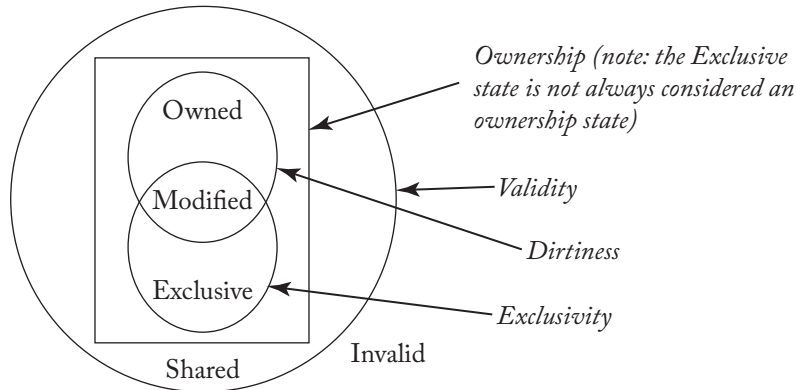 Ownership (note: the Exclusive
state is not always considered an
ownership state)
Owned
Modified
Validity
Dirtiness
Exclusive
Exclusivity
Shared
Invalid